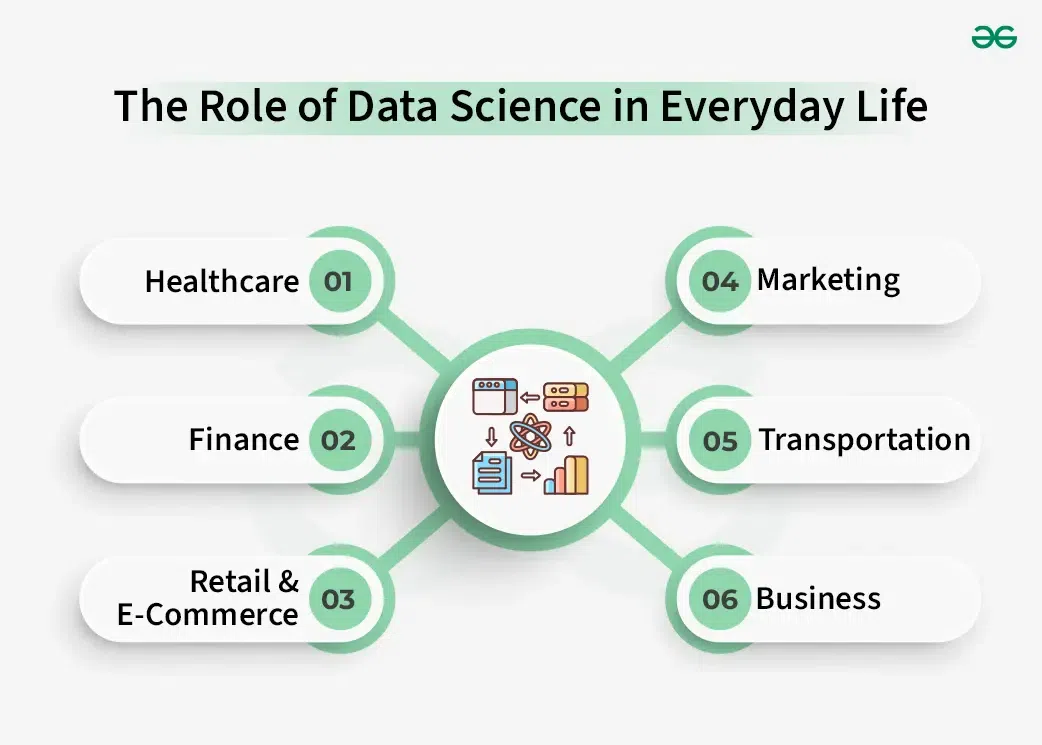 The Role of Data Science in Everyday Life
Healthcare 01
Finance 02
Retail &
E-Commerce 03
04 Marketing
05 Transportation
06 Business